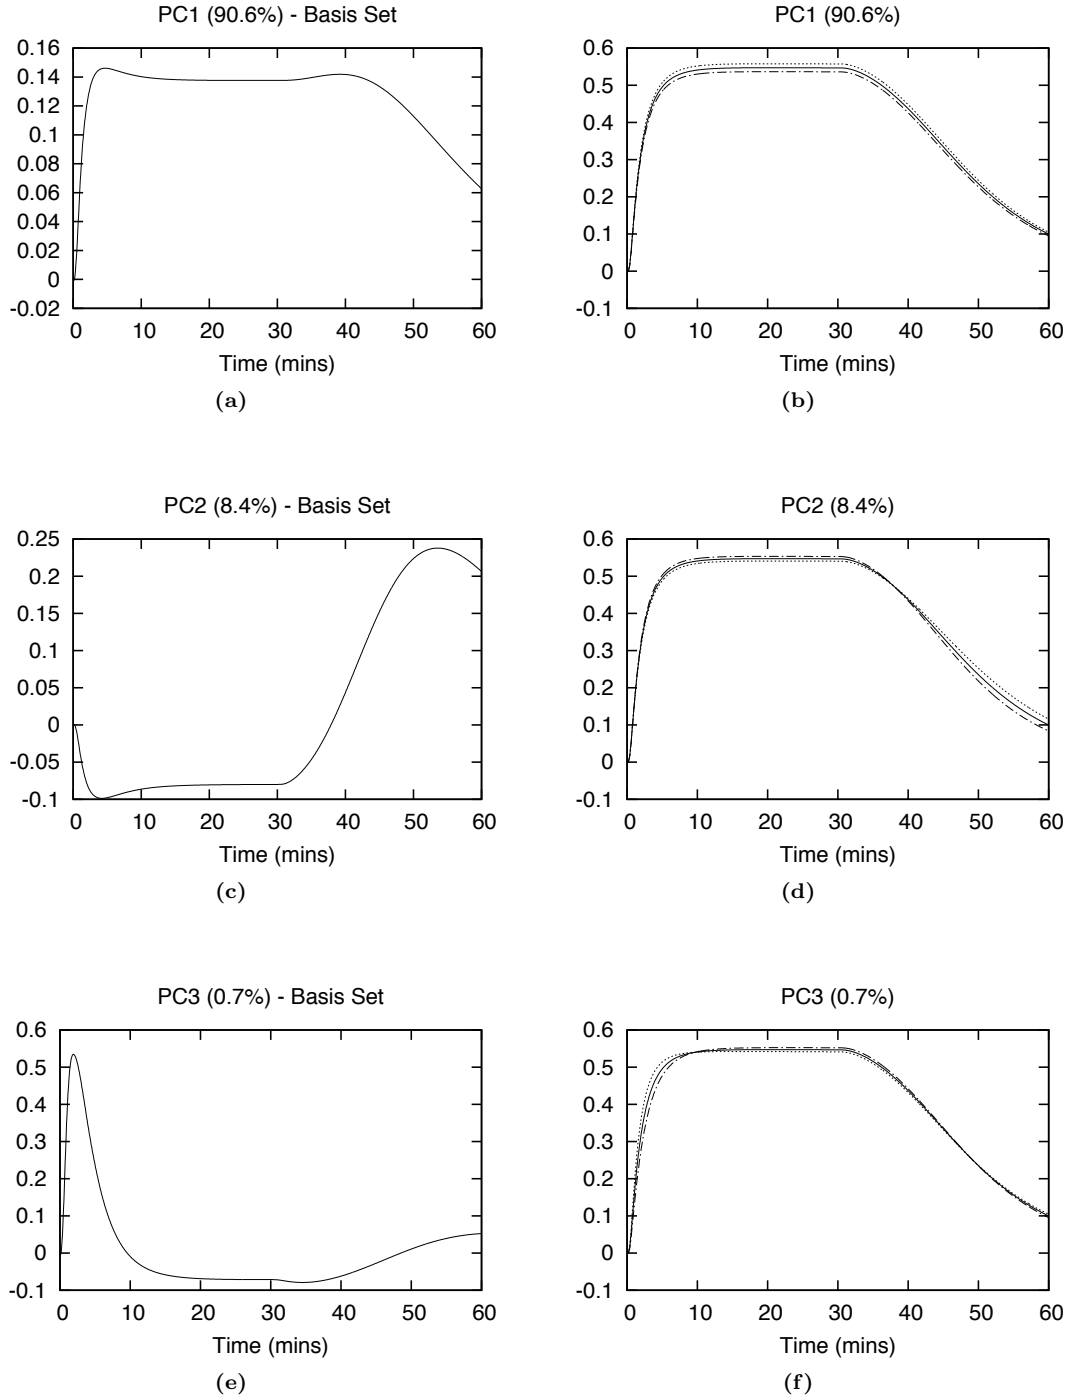 PC1 (90.6%) - Basis Set
0.16
0.14
0.12
0.1
0.08
0.06
0.04
0.02
0
-0.02
0 10 20 30 40 50 60
Time (mins)
(a)
PC1 (90.6%)
0.6
0.5
0.4
0.3
0.2
0.1
0
-0.1
0 10 20 30 40 50 60
Time (mins)
(b)
PC2 (8.4%) - Basis Set
0.25
0.2
0.15
0.1
0.05
0
-0.05
-0.1
0 10 20 30 40 50 60
Time (mins)
(c)
PC2 (8.4%)
0.6
0.5
0.4
0.3
0.2
0.1
0
-0.1
0 10 20 30 40 50 60
Time (mins)
(d)
PC3 (0.7%) - Basis Set
0.6
0.5
0.4
0.3
0.2
0.1
0
-0.1
0 10 20 30 40 50 60
Time (mins)
(e)
PC3 (0.7%)
0.6
0.5
0.4
0.3
0.2
0.1
0
-0.1
0 10 20 30 40 50 60
Time (mins)
(f)